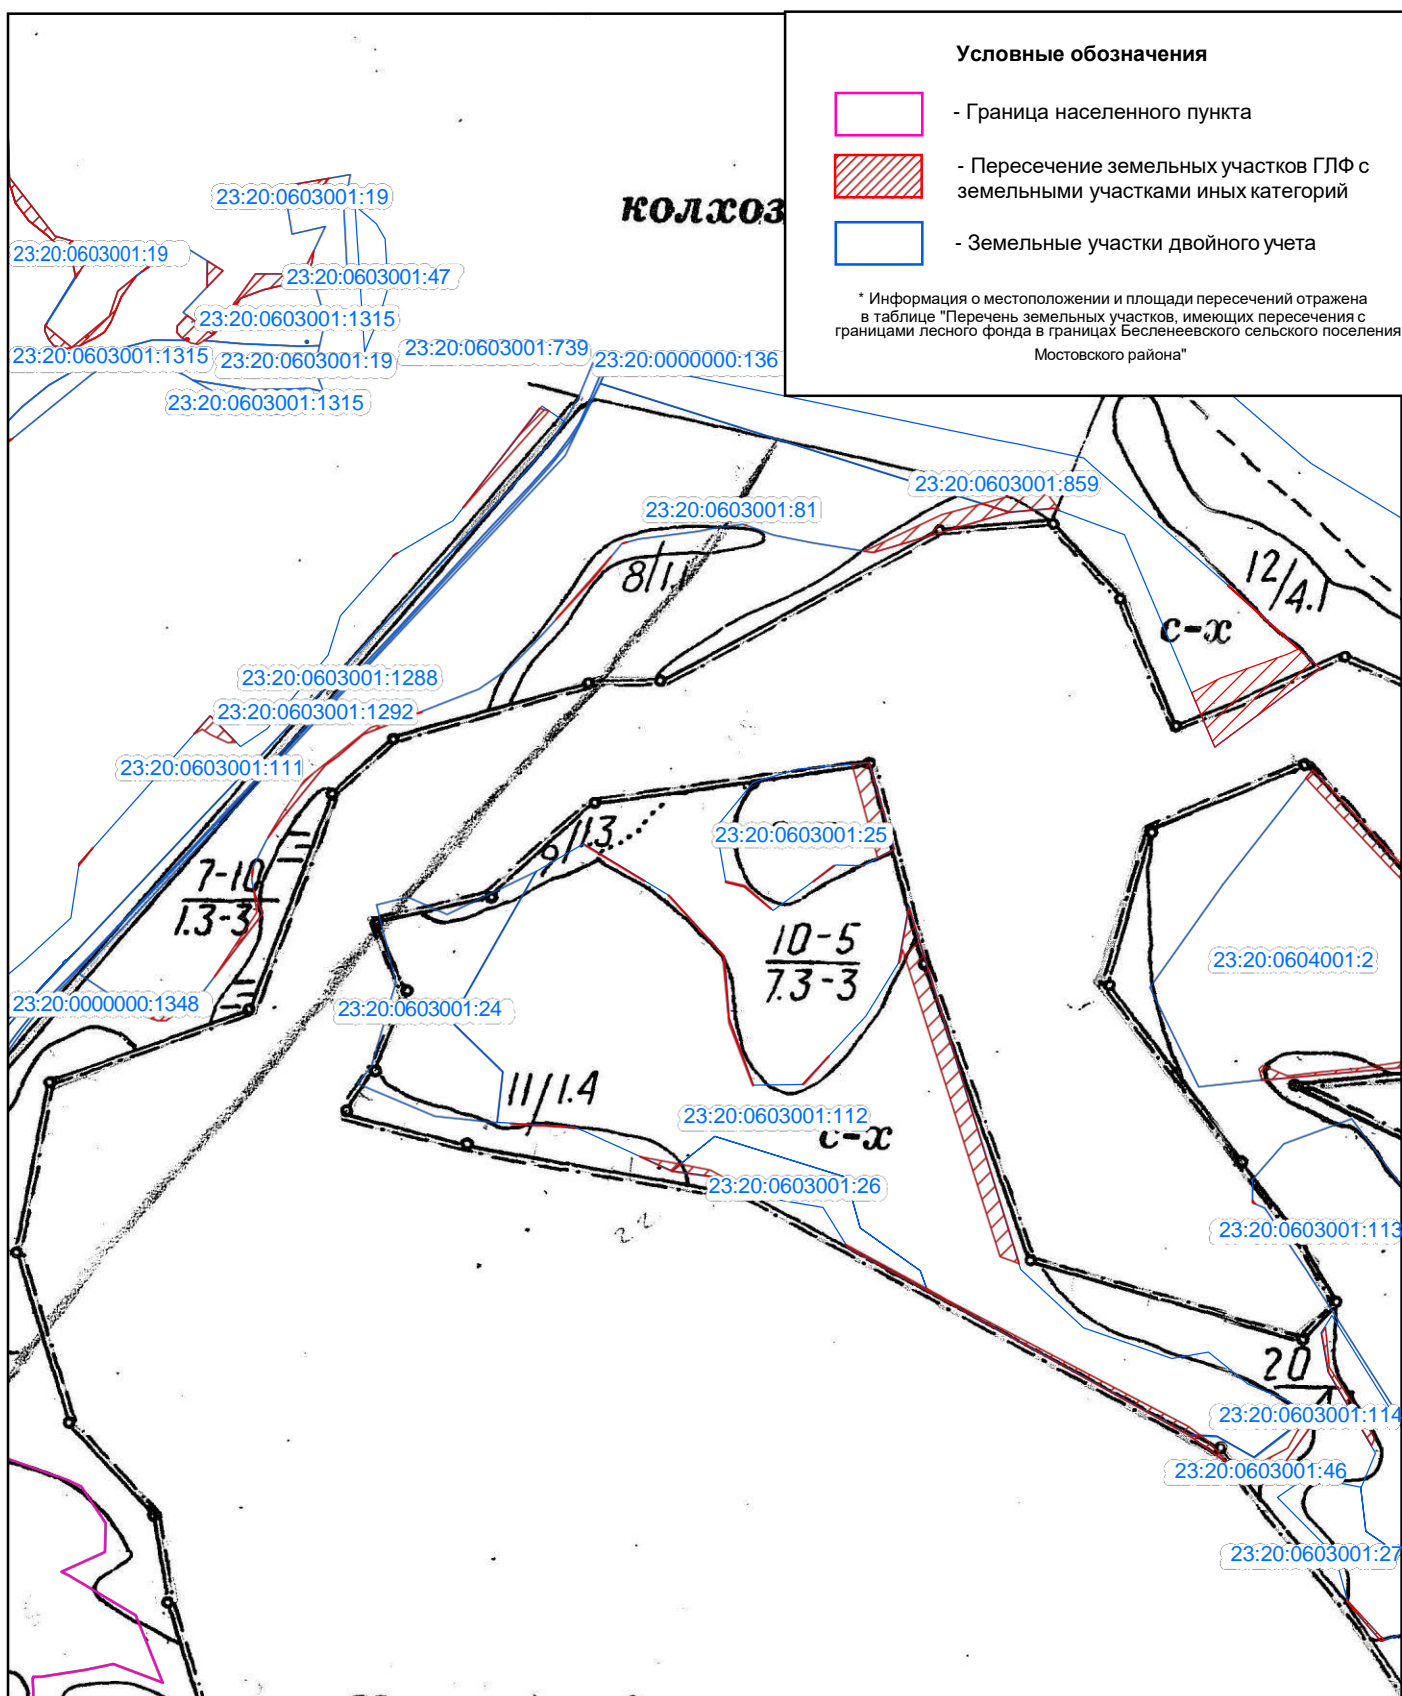 Условные обозначения
- Граница населенного пункта
- Пересечение земельных участков ГЛФ с
земельными участками иных категорий
- Земельные участки двойного учета
* Информация о местоположении и площади пересечений отражена
в таблице "Перечень земельных участков, имеющих пересечения с
границами лесного фонда в границах Бесленеевского сельского поселения
Мостовского района"
23:20:0603001:19
колхоз
23:20:0603001:19
23:20:0603001:47
23:20:0603001:1315
23:20:0603001:1315
23:20:0603001:19
23:20:0603001:739
23:20:0000000:136
23:20:0603001:1315
23:20:0603001:859
23:20:0603001:81
8/1.1
12/4.1
с-х
23:20:0603001:1288
23:20:0603001:1292
23:20:0603001:111
23:20:0603001:25
9/1.3
7-10
1.3-3
10-5
7.3-3
23:20:0604001:2
23:20:0000000:1348
23:20:0603001:24
11/1.4
23:20:0603001:112
с-х
23:20:0603001:26
23:20:0603001:113
20
23:20:0603001:114
23:20:0603001:46
23:20:0603001:27